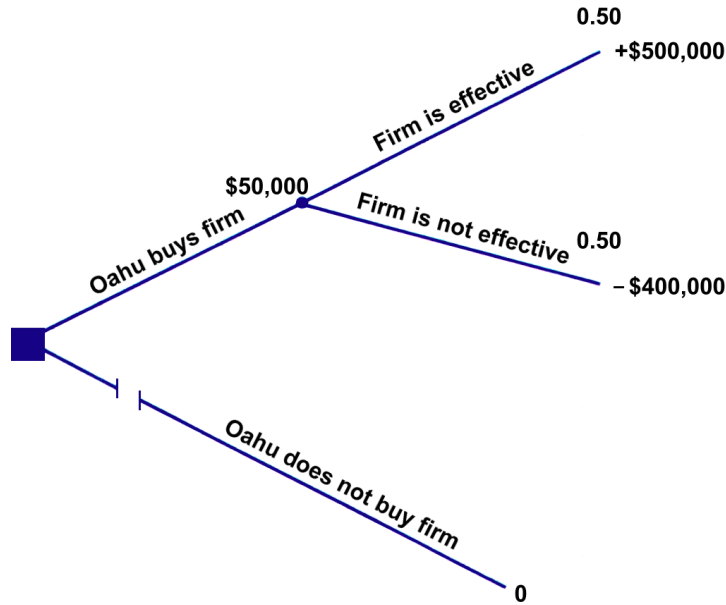 0.50
+$500,000
Firm is effective
$50,000
Oahu buys firm
Firm is not effective
0.50
–$400,000
Oahu does not buy firm
0